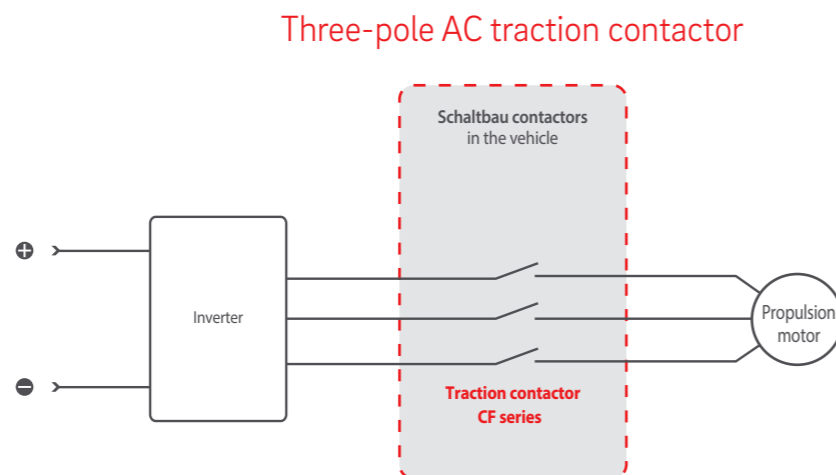 Three-pole AC traction contactor
Schaltbau contactors
in the vehicle
+
Inverter
Propulsion
motor
−
Traction contactor
CF series